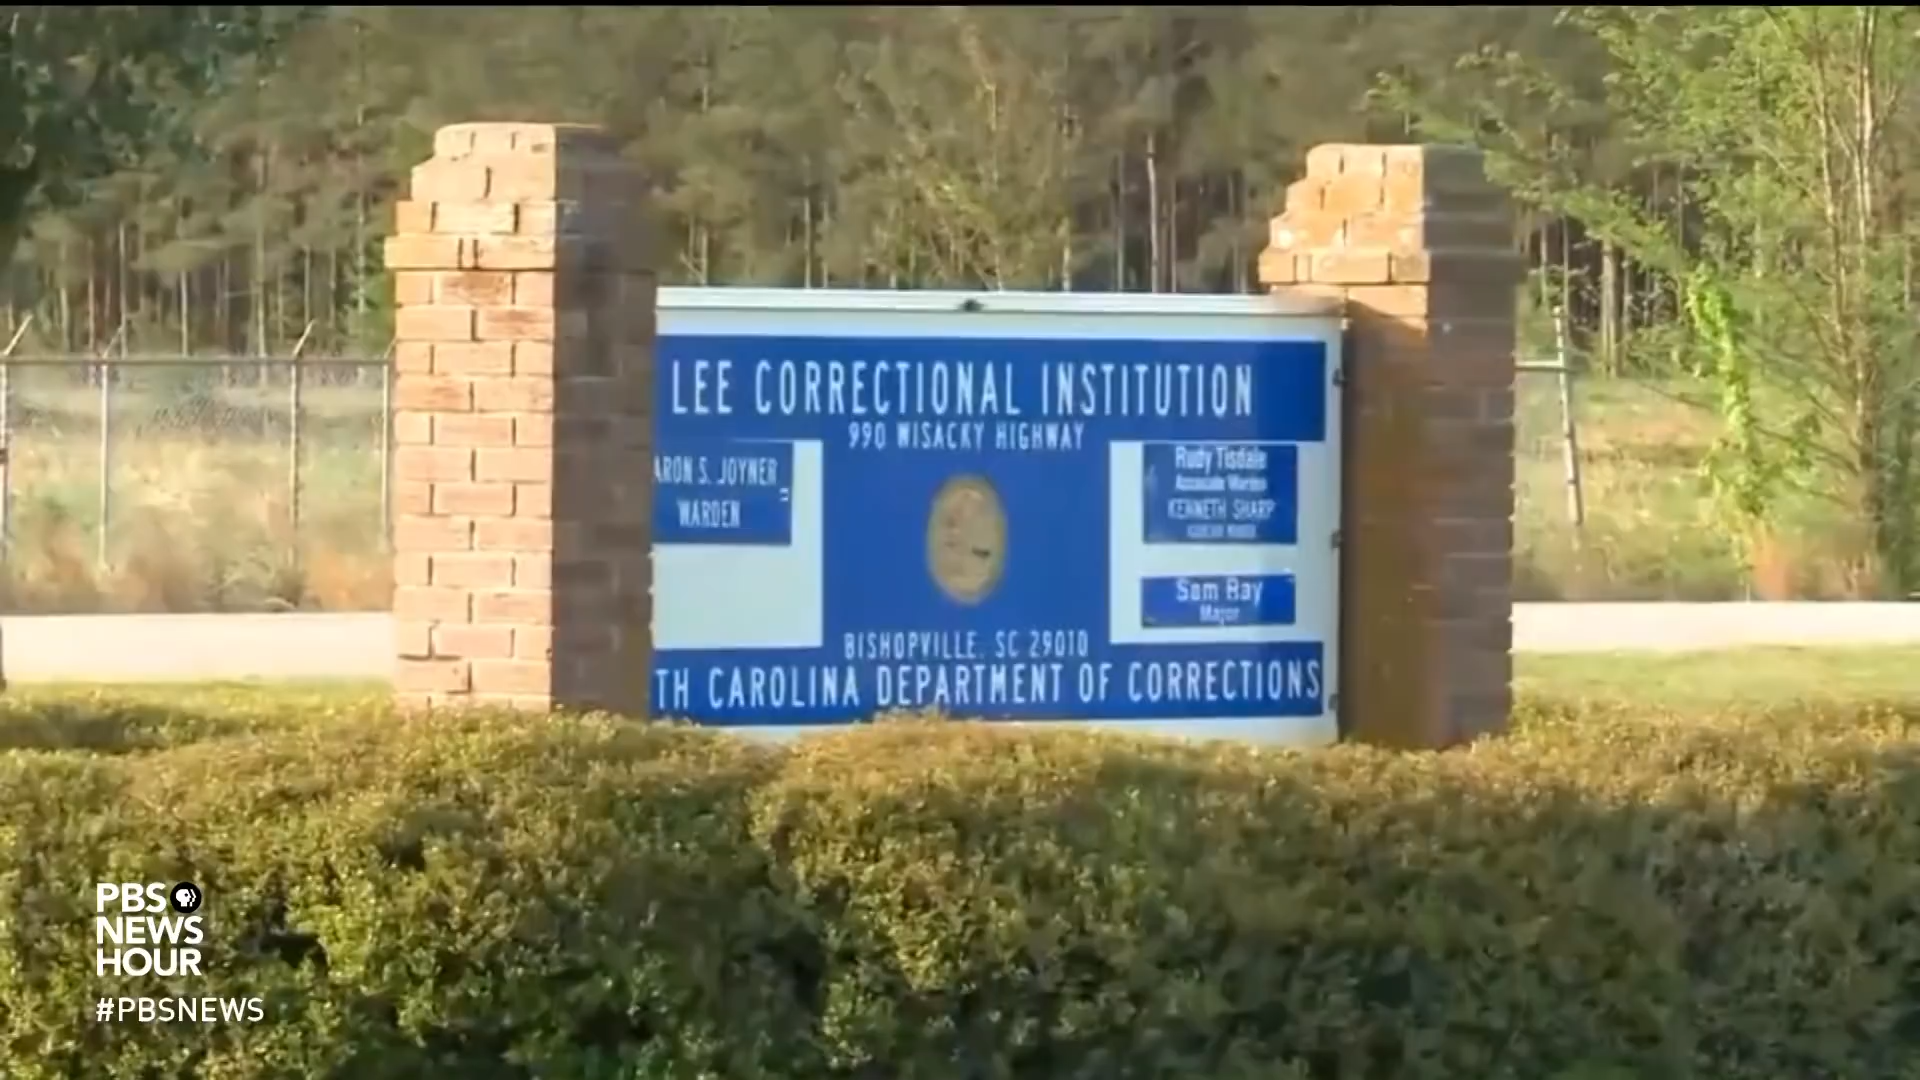 LEE CORRECTIONAL INSTITUTION
990 WISACKY HIGHWAY
ARON S. JOYNER
WARDEN
Rudy Tisdale
Associate Warden
KENNETH SHARP
Sam Ray
Major
BISHOPVILLE, SC 29010
TH CAROLINA DEPARTMENT OF CORRECTIONS
PBS
NEWS
HOUR
#PBSNEWS